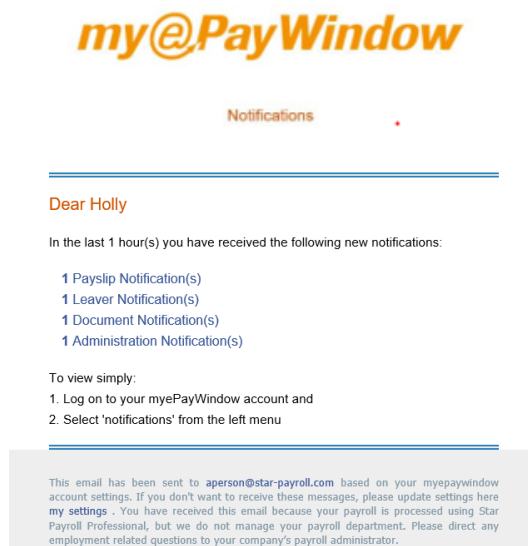 my@PayWindow
Notifications
Dear Holly
In the last 1 hour(s) you have received the following new notifications:
1 Payslip Notification(s)
1 Leaver Notification(s)
1 Document Notification(s)
1 Administration Notification(s)
To view simply:
1. Log on to your myePayWindow account and
2. Select 'notifications' from the left menu
This email has been sent to aperson@star-payroll.com based on your myepaywindow
account settings. If you don't want to receive these messages, please update settings here
my settings . You have received this email because your payroll is processed using Star
Payroll Professional, but we do not manage your payroll department. Please direct any
employment related questions to your company's payroll administrator.